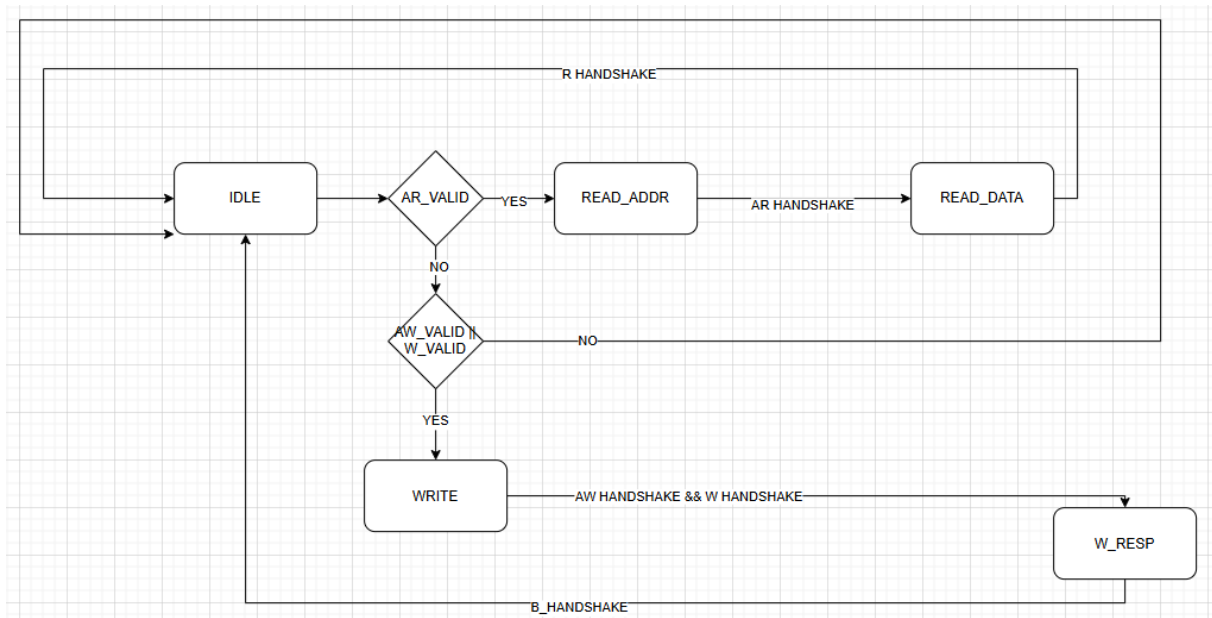 R HANDSHAKE
IDLE
AR_VALID
YES
READ_ADDR
AR HANDSHAKE
READ_DATA
NO
AW_VALID ||
W_VALID
NO
YES
WRITE
AW HANDSHAKE && W HANDSHAKE
W_RESP
B_HANDSHAKE